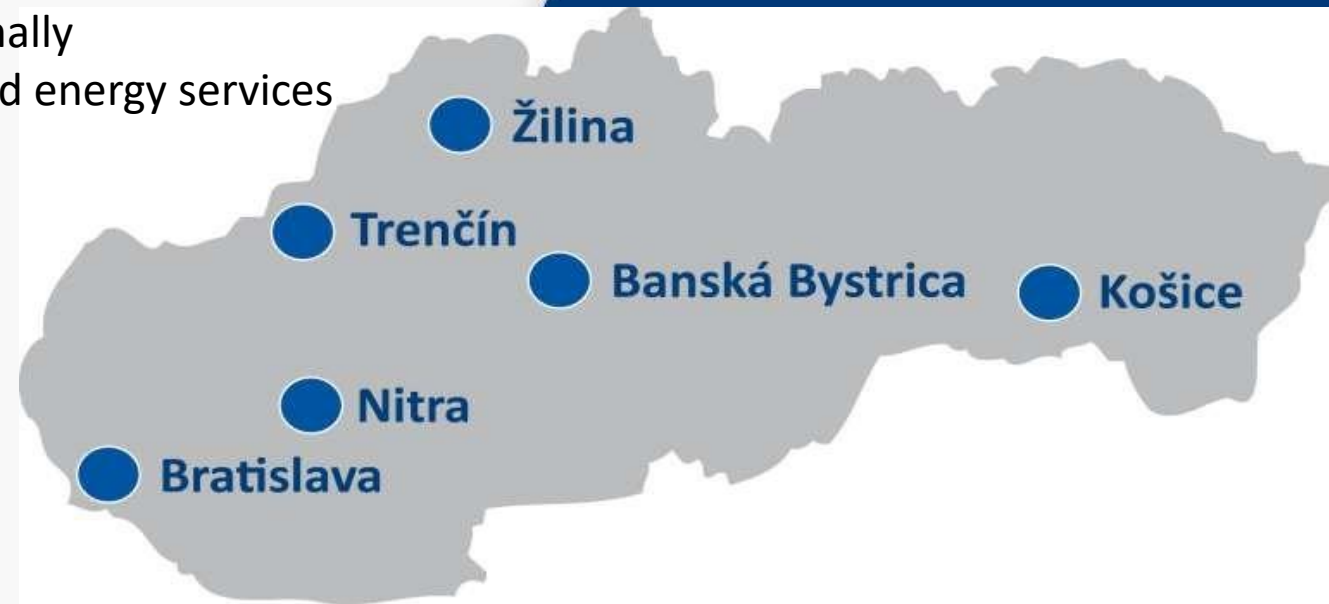 nally
d energy services
Žilina
Trenčín
Banská Bystrica
Košice
Nitra
Bratislava